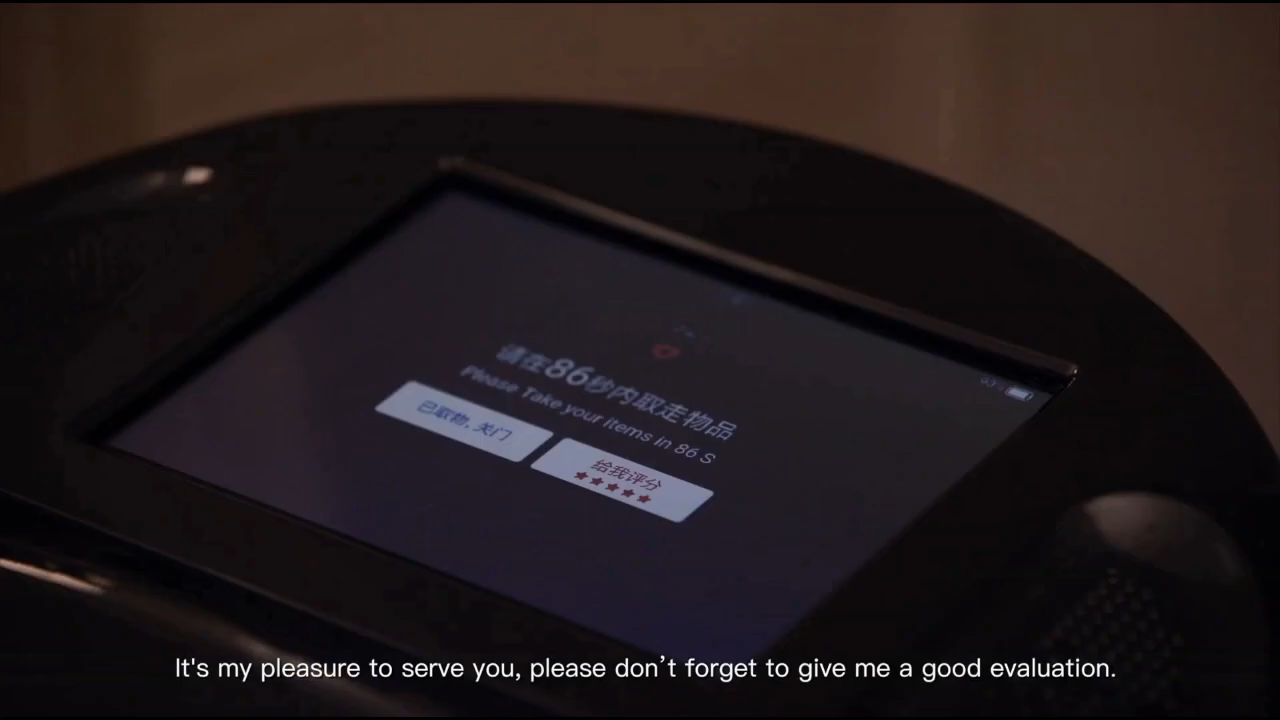 请在86秒内取走物品
Please Take your items in 86 S
已取物,关门
给我评分
It's my pleasure to serve you, please don't forget to give me a good evaluation.